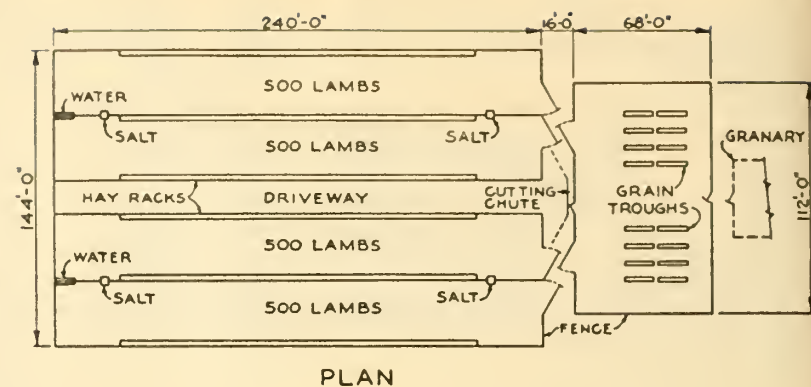 240'-0"
16'-0"
68'-0"
500 LAMBS
WATER
SALT
SALT
GRANARY
500 LAMBS
144'-0"
HAY RACKS
DRIVEWAY
CUTTING
CHUTE
GRAIN
TROUGHS
112'-0"
500 LAMBS
WATER
SALT
SALT
500 LAMBS
FENCE
PLAN